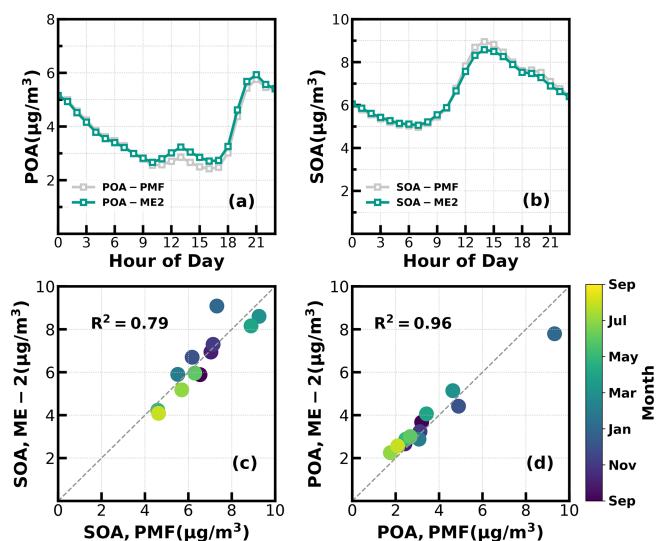 8
6
4
2
POA(μg/m³)
POA − PMF
POA − ME2
(a)
0 3 6 9 12 15 18 21
Hour of Day
10
8
6
4
2
SOA(μg/m³)
SOA − PMF
SOA − ME2
(b)
0 3 6 9 12 15 18 21
Hour of Day
10
8
6
4
2
SOA, ME − 2(μg/m³)
R² = 0.79
(c)
0 2 4 6 8 10
SOA, PMF(μg/m³)
10
8
6
4
2
POA, ME − 2(μg/m³)
R² = 0.96
(d)
0 2 4 6 8 10
POA, PMF(μg/m³)
Sep
Jul
May
Mar
Jan
Nov
Sep
Month